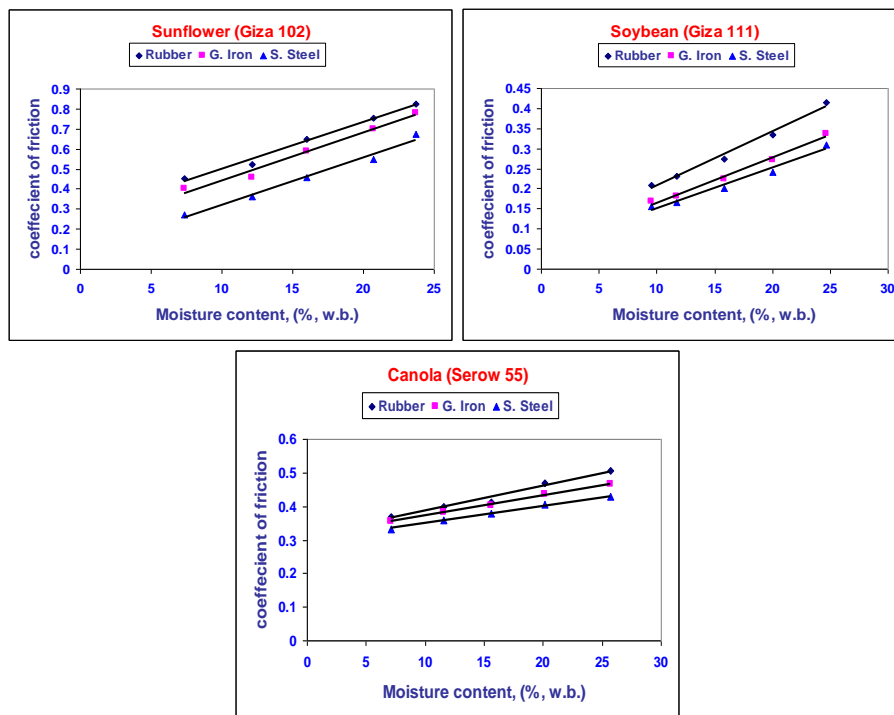 Sunflower (Giza 102)
Rubber G. Iron S. Steel
0.9
0.8
0.7
0.6
0.5
0.4
0.3
0.2
0.1
0
coeffecient of friction
0 5 10 15 20 25
Moisture content, (%, w.b.)
Soybean (Giza 111)
Rubber G. Iron S. Steel
0.45
0.4
0.35
0.3
0.25
0.2
0.15
0.1
0.05
0
coeffecient of friction
0 5 10 15 20 25 30
Moisture content, (%, w.b.)
Canola (Serow 55)
Rubber G. Iron S. Steel
0.6
0.5
0.4
0.3
0.2
0.1
0
coeffecient of friction
0 5 10 15 20 25 30
Moisture content, (%, w.b.)